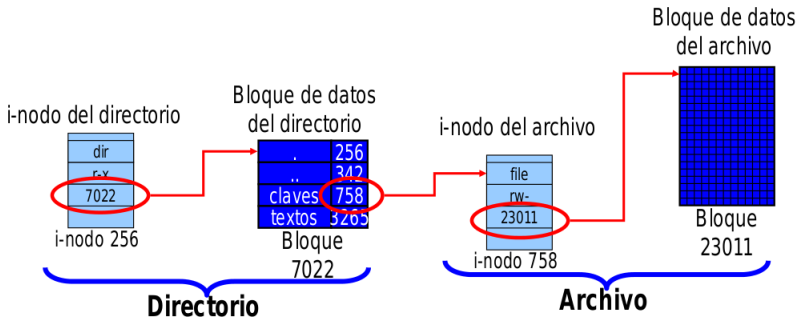 i-nodo del directorio
dir
r-x
7022
i-nodo 256
Bloque de datos
del directorio
. 256
.. 342
claves 758
textos 3265
Bloque
7022
Directorio
i-nodo del archivo
file
rw-
23011
i-nodo 758
Bloque de datos
del archivo
Bloque
23011
Archivo